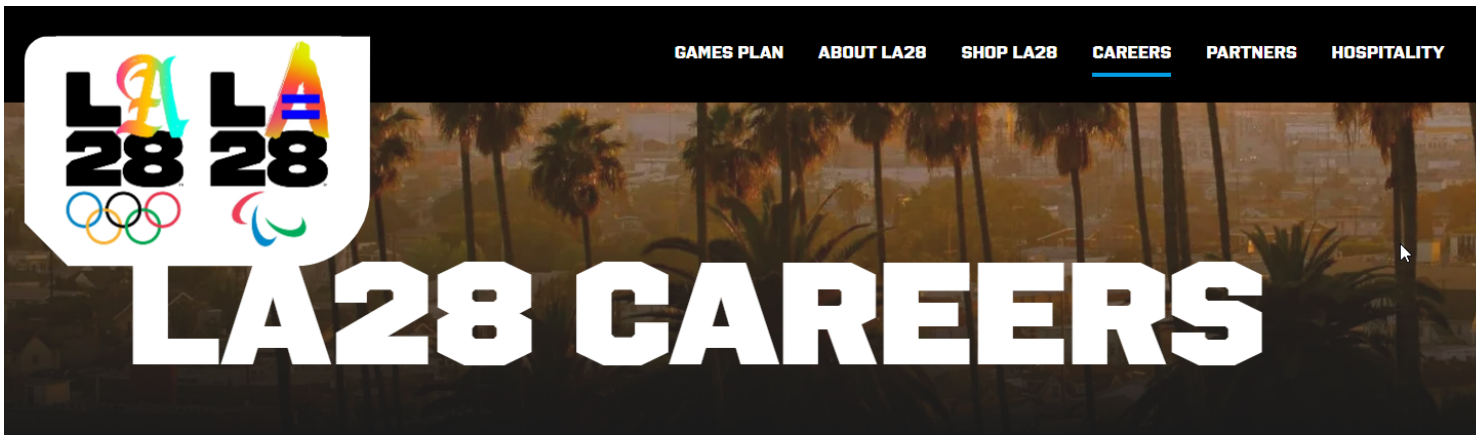 LA LA
28 28
GAMES PLAN ABOUT LA28 SHOP LA28 CAREERS PARTNERS HOSPITALITY
LA28 CAREERS